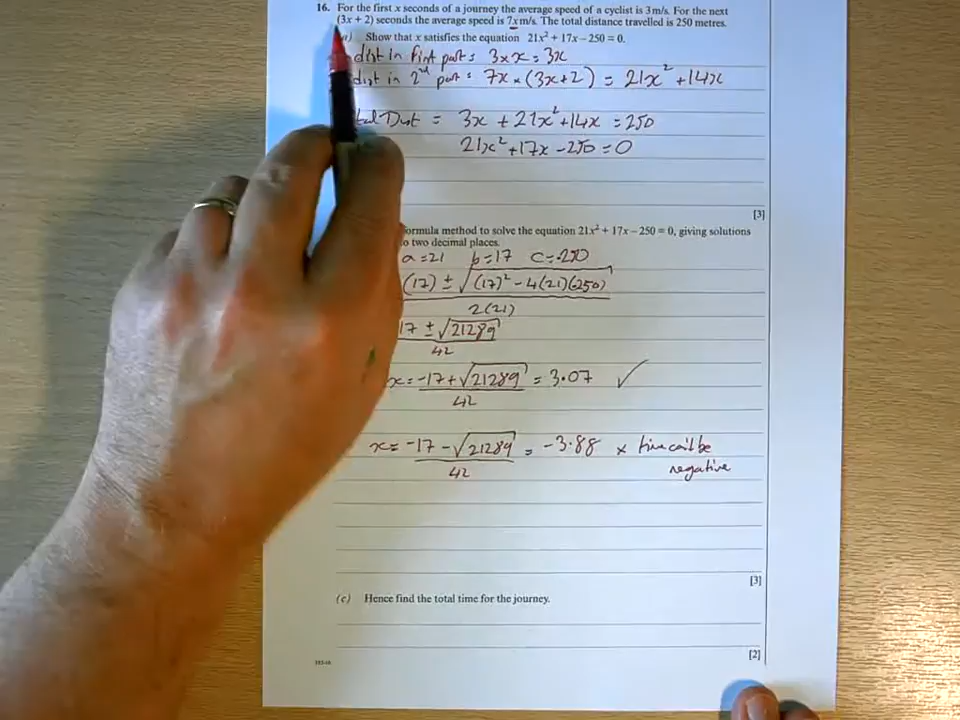 16. For the first x seconds of a journey the average speed of a cyclist is 3 m/s. For the next
(3x + 2) seconds the average speed is 7x m/s. The total distance travelled is 250 metres.
Show that x satisfies the equation 21x² + 17x − 250 = 0.
dist in first part: 3 × x = 3x
dist in 2nd part: 7x × (3x + 2) = 21x² + 14x
Dist = 3x + 21x² + 14x = 250
21x² + 17x − 250 = 0
[3]
formula method to solve the equation 21x² + 17x − 250 = 0, giving solutions
to two decimal places.
a = 21 b = 17 c = -250
(17) ± √(17)² − 4(21)(-250)
2(21)
17 ± √21289
42
x = -17 + √21289 = 3.07 ✓
42
x = -17 − √21289 = -3.88 × time can't be
42 negative
[3]
(c) Hence find the total time for the journey.
[2]